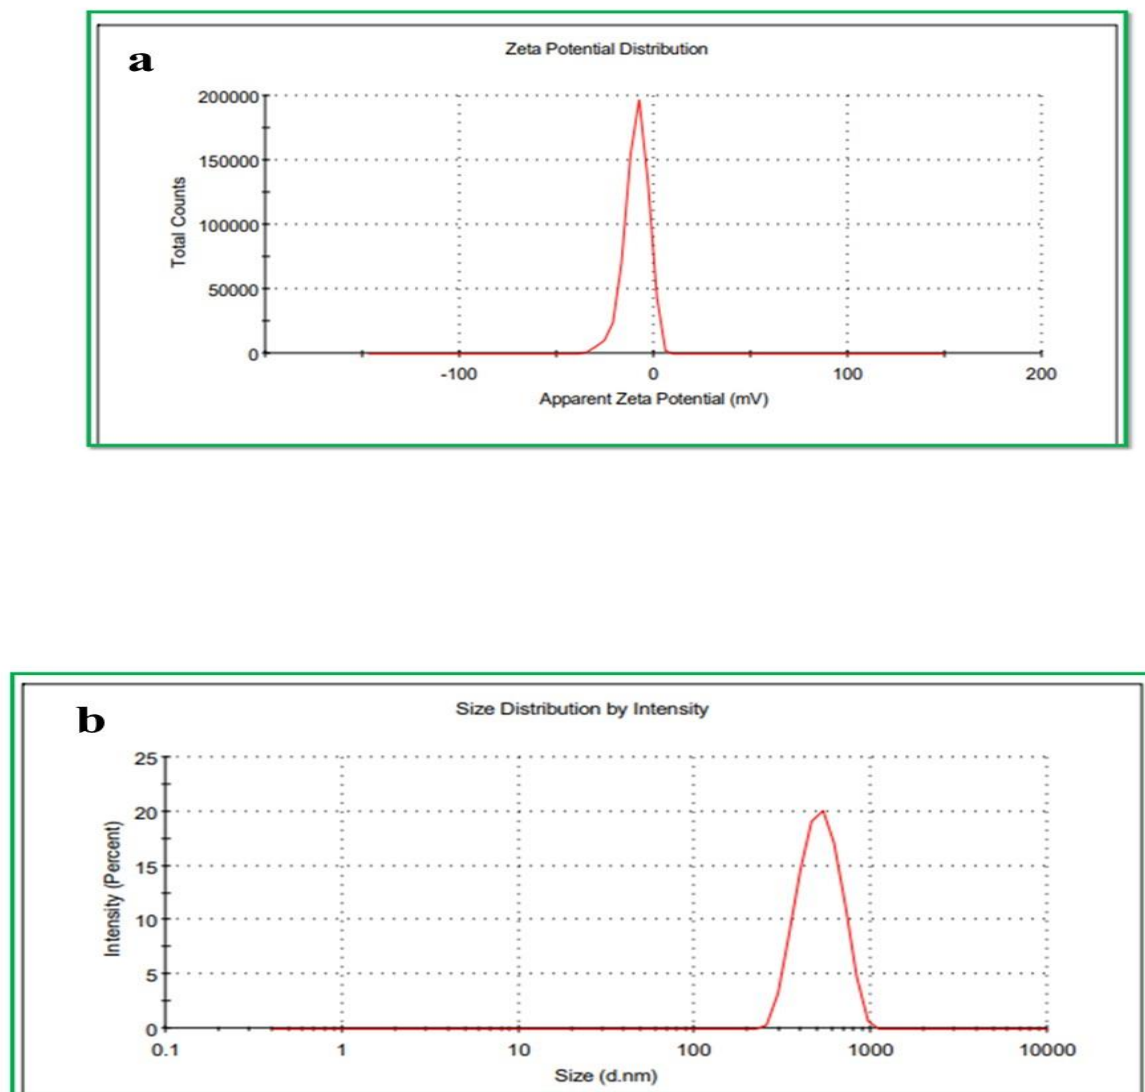 a
Zeta Potential Distribution
200000
150000
100000
50000
0
Total Counts
-100 0 100 200
Apparent Zeta Potential (mV)
b
Size Distribution by Intensity
25
20
15
10
5
0
Intensity (Percent)
0.1 1 10 100 1000 10000
Size (d.nm)